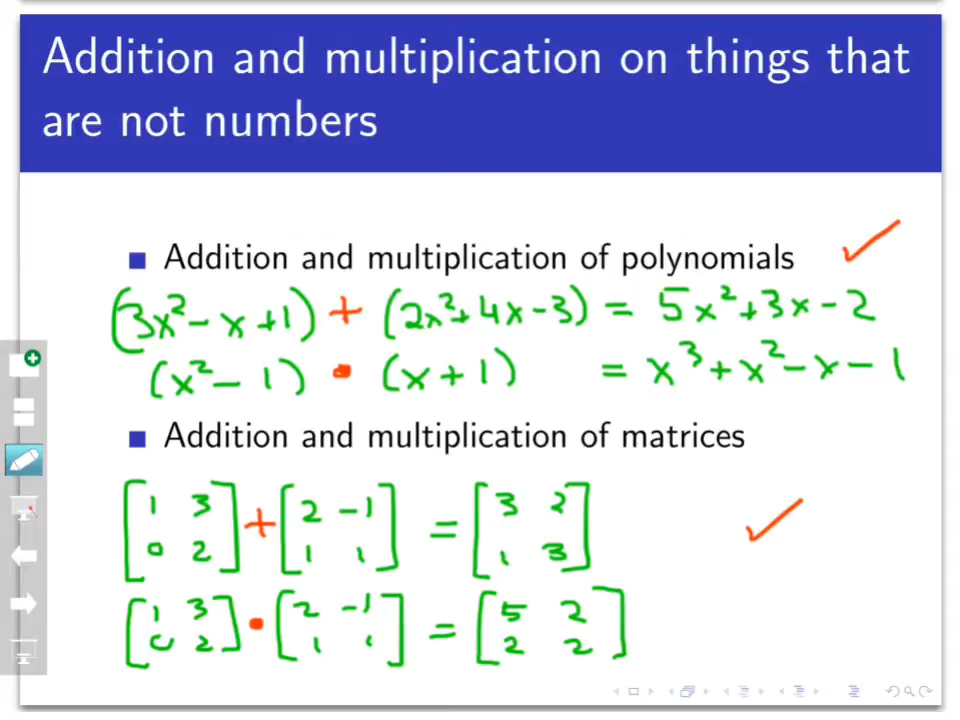 Addition and multiplication on things that
are not numbers
■ Addition and multiplication of polynomials ✓
(3x² - x + 1) + (2x² + 4x - 3) = 5x² + 3x - 2
(x² - 1) • (x + 1) = x³ + x² - x - 1
■ Addition and multiplication of matrices
[1 3; 0 2] + [2 -1; 1 1] = [3 2; 1 3] ✓
[1 3; 0 2] • [2 -1; 1 1] = [5 2; 2 2]